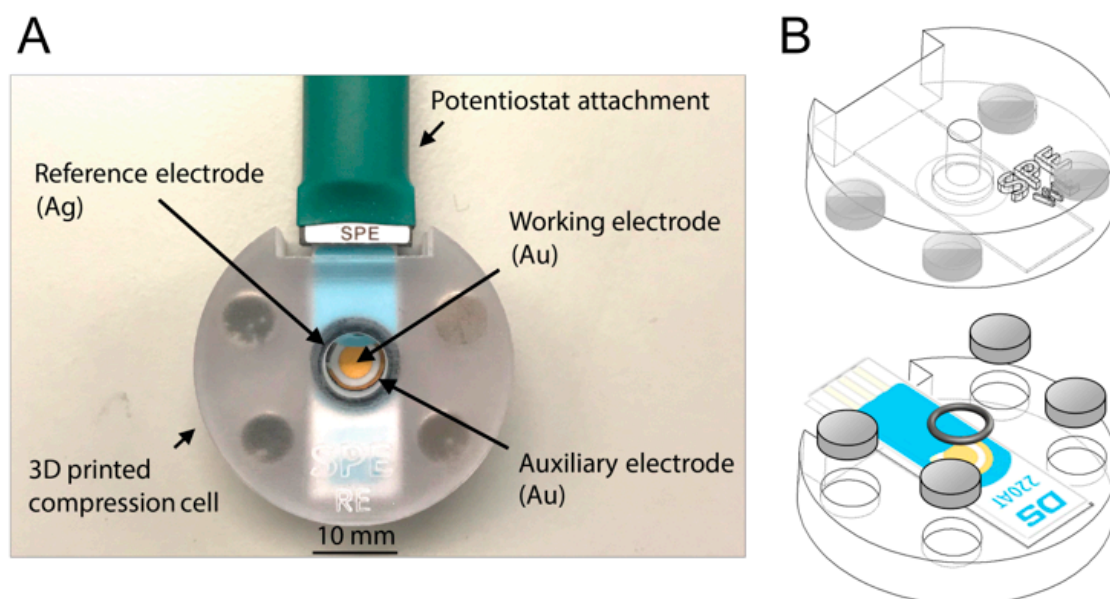 A
B
Potentiostat attachment
Reference electrode
(Ag)
SPE
Working electrode
(Au)
3D printed
compression cell
Auxiliary electrode
(Au)
SPE
RE
10 mm
SPE
DS
220AT